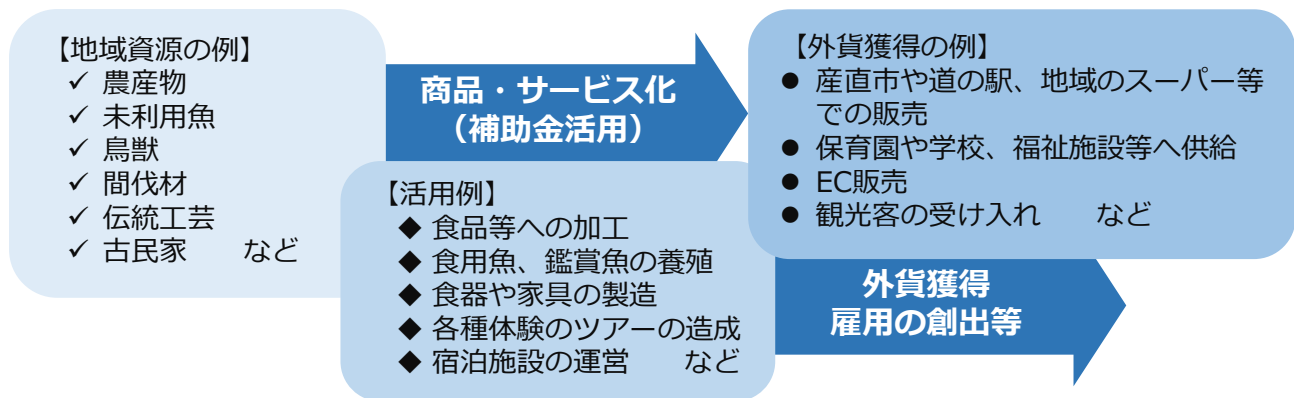 【地域資源の例】
✓ 農産物
✓ 未利用魚
✓ 鳥獣
✓ 間伐材
✓ 伝統工芸
✓ 古民家　　など
商品・サービス化
（補助金活用）
【活用例】
◆ 食品等への加工
◆ 食用魚、鑑賞魚の養殖
◆ 食器や家具の製造
◆ 各種体験のツアーの造成
◆ 宿泊施設の運営　　など
【外貨獲得の例】
● 産直市や道の駅、地域のスーパー等
での販売
● 保育園や学校、福祉施設等へ供給
● EC販売
● 観光客の受け入れ　　など
外貨獲得
雇用の創出等